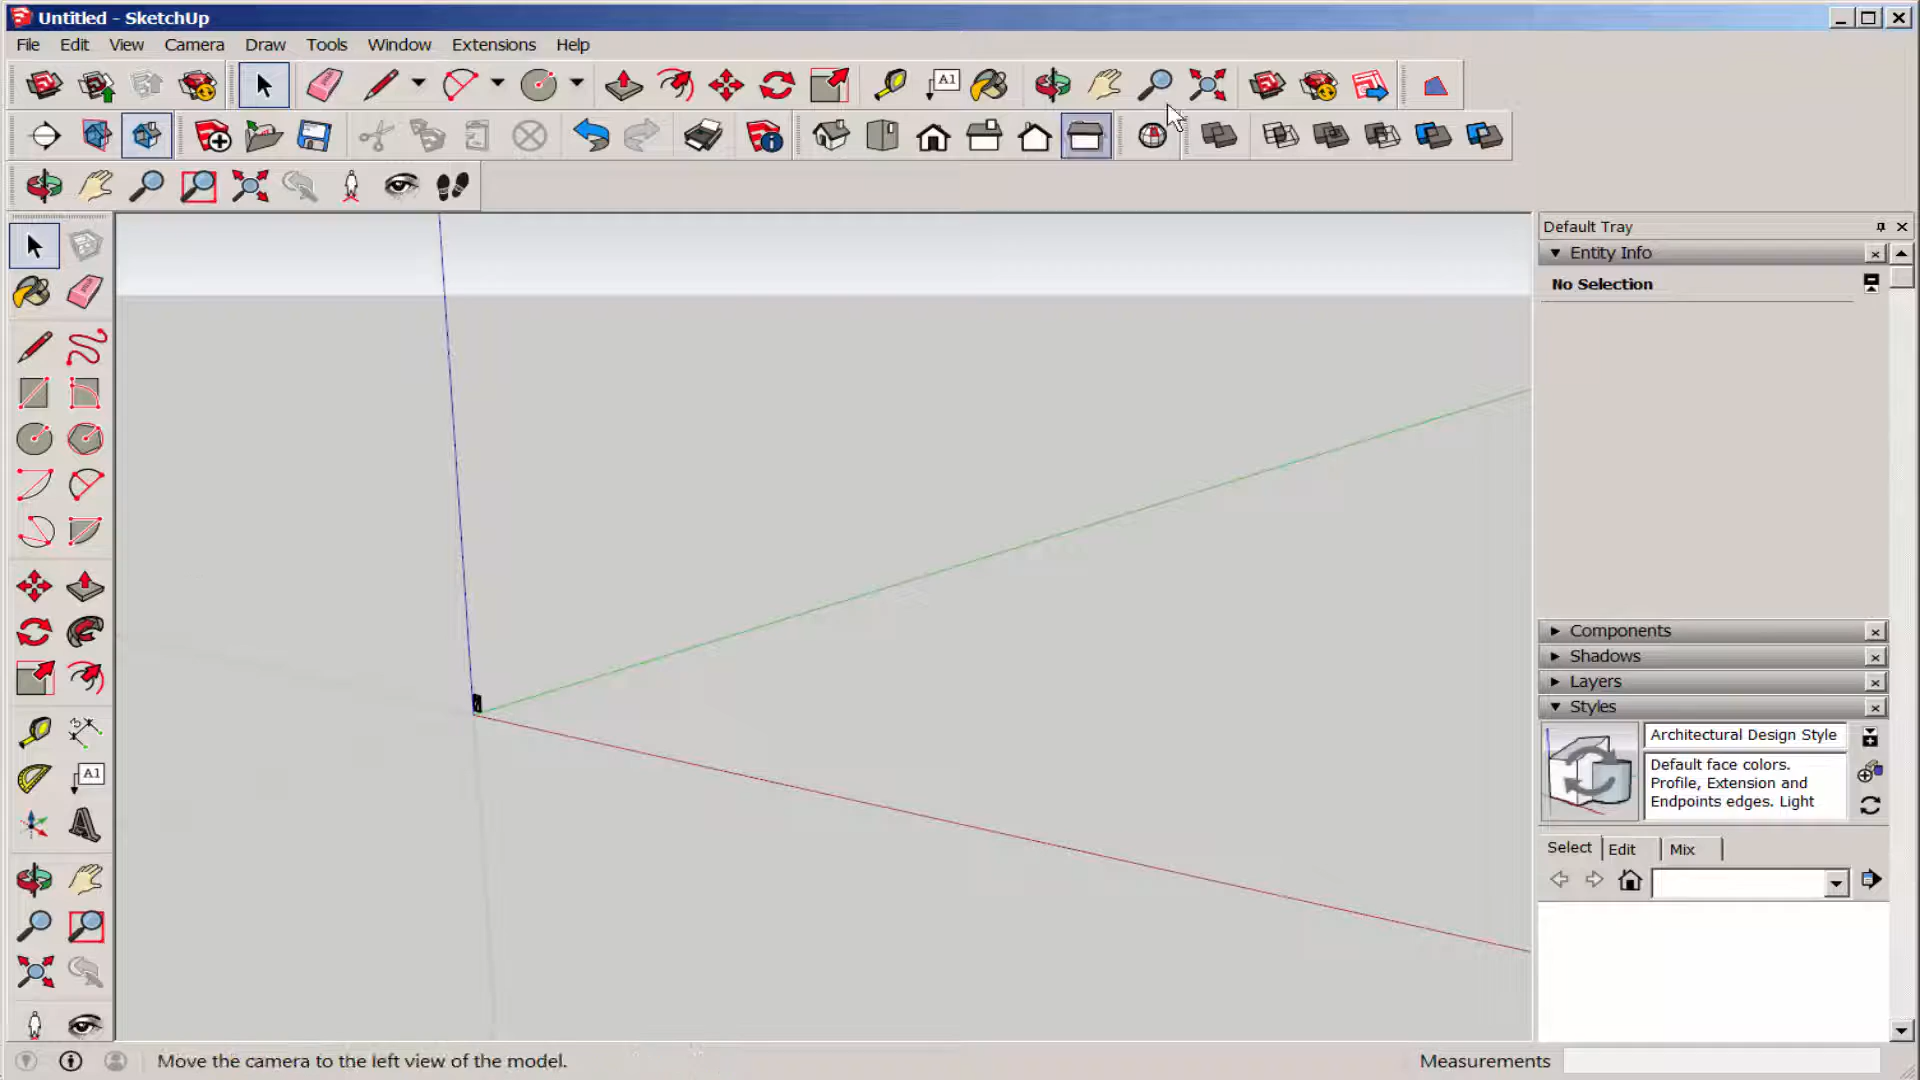 Untitled - SketchUp
File Edit View Camera Draw Tools Window Extensions Help
A1
Default Tray
Entity Info
No Selection
Components
Shadows
Layers
Styles
Architectural Design Style
Default face colors.
Profile, Extension and
Endpoints edges. Light
Select Edit Mix
A1
Move the camera to the left view of the model.
Measurements